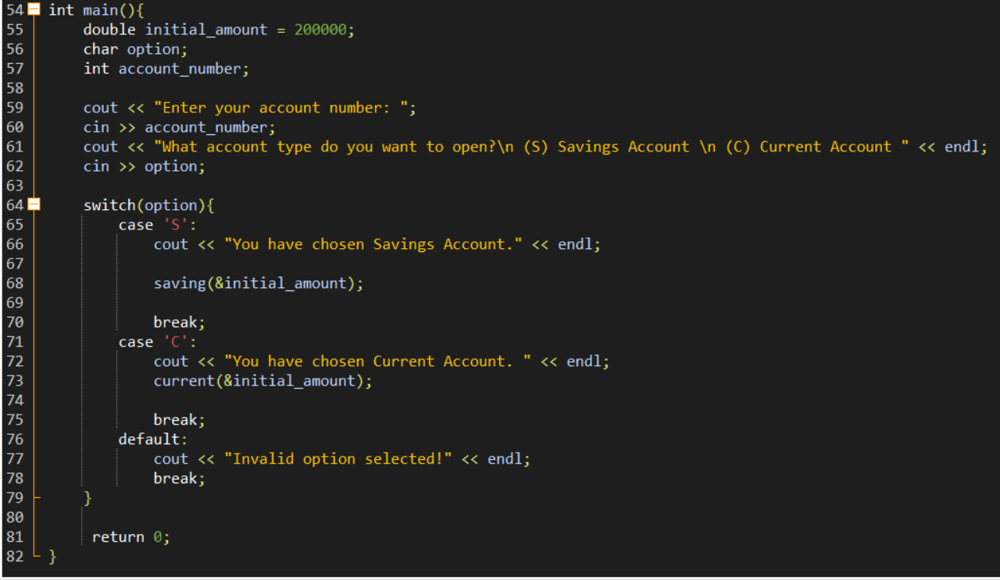 54 int main(){
55 double initial_amount = 200000;
56 char option;
57 int account_number;
58
59 cout << "Enter your account number: ";
60 cin >> account_number;
61 cout << "What account type do you want to open?\n (S) Savings Account \n (C) Current Account " << endl;
62 cin >> option;
63
64 switch(option){
65 case 'S':
66 cout << "You have chosen Savings Account." << endl;
67
68 saving(&initial_amount);
69
70 break;
71 case 'C':
72 cout << "You have chosen Current Account. " << endl;
73 current(&initial_amount);
74
75 break;
76 default:
77 cout << "Invalid option selected!" << endl;
78 break;
79 }
80
81 return 0;
82 }